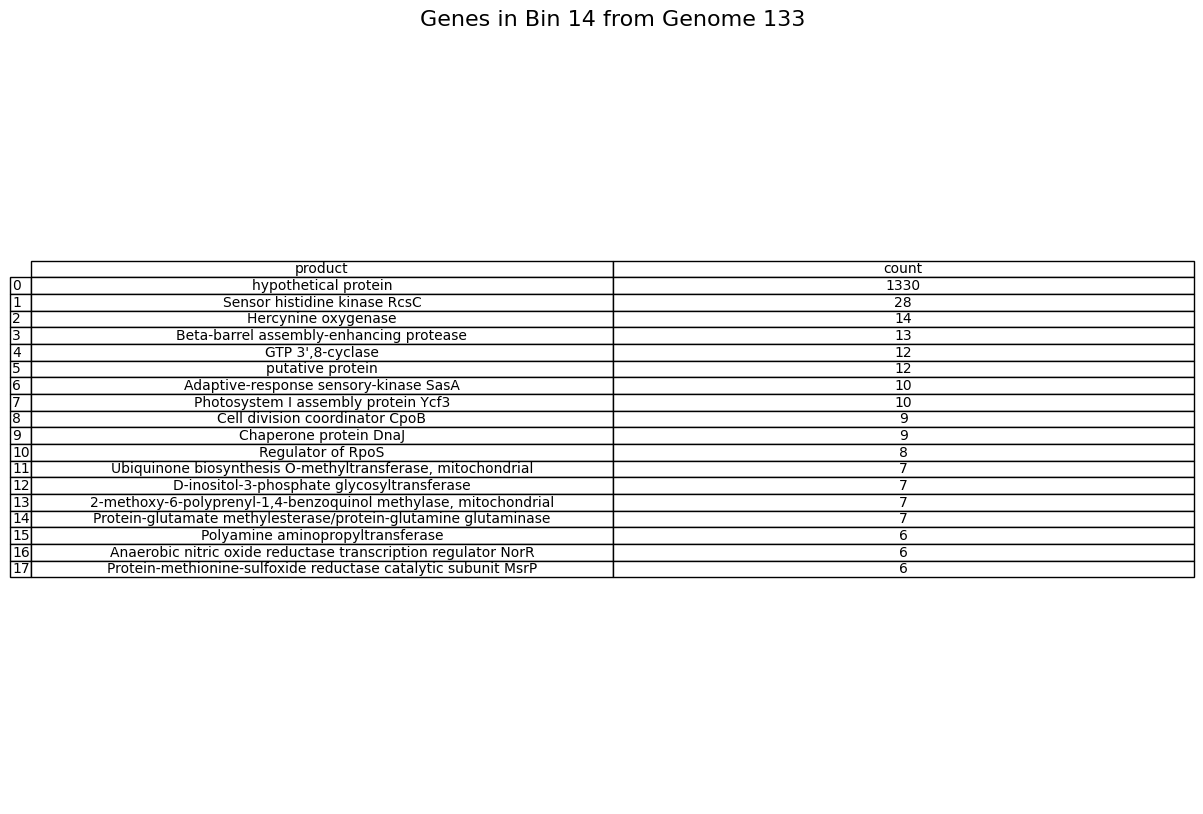 Genes in Bin 14 from Genome 133
product count
0 hypothetical protein 1330
1 Sensor histidine kinase RcsC 28
2 Hercynine oxygenase 14
3 Beta-barrel assembly-enhancing protease 13
4 GTP 3',8-cyclase 12
5 putative protein 12
6 Adaptive-response sensory-kinase SasA 10
7 Photosystem I assembly protein Ycf3 10
8 Cell division coordinator CpoB 9
9 Chaperone protein DnaJ 9
10 Regulator of RpoS 8
11 Ubiquinone biosynthesis O-methyltransferase, mitochondrial 7
12 D-inositol-3-phosphate glycosyltransferase 7
13 2-methoxy-6-polyprenyl-1,4-benzoquinol methylase, mitochondrial 7
14 Protein-glutamate methylesterase/protein-glutamine glutaminase 7
15 Polyamine aminopropyltransferase 6
16 Anaerobic nitric oxide reductase transcription regulator NorR 6
17 Protein-methionine-sulfoxide reductase catalytic subunit MsrP 6